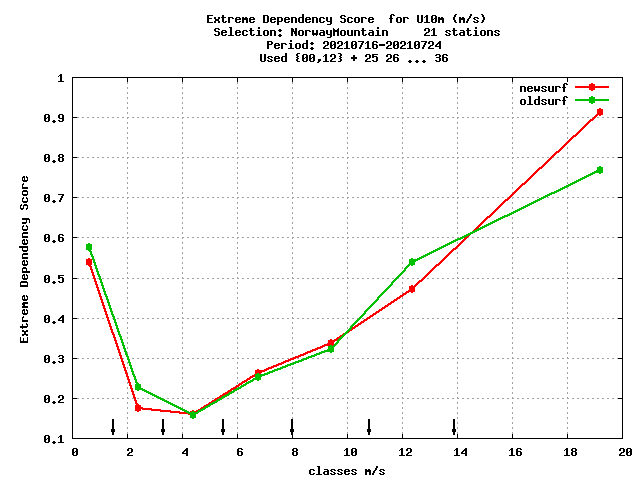 Extreme Dependency Score  for U10m (m/s)
Selection: NorwayMountain     21 stations
Period: 20210716-20210724
Used {00,12} + 25 26 ... 36
newsurf
oldsurf
Extreme Dependency Score
1
0.9
0.8
0.7
0.6
0.5
0.4
0.3
0.2
0.1
0 2 4 6 8 10 12 14 16 18 20
classes m/s